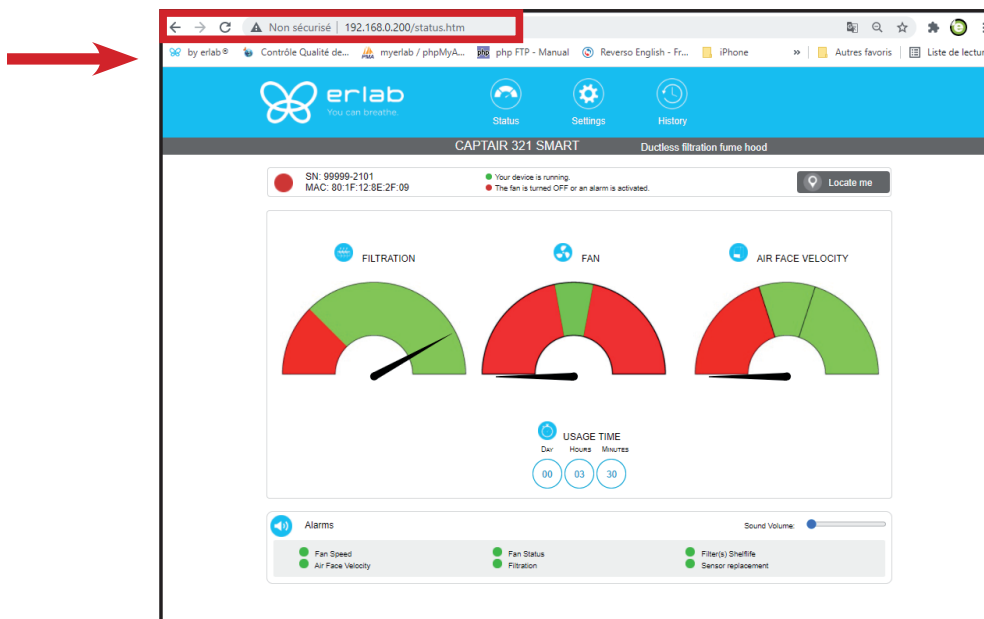 Non sécurisé | 192.168.0.200/status.htm
by erlab® Contrôle Qualité de... myerlab / phpMyA... php FTP - Manual Reverso English - Fr... iPhone » Autres favoris Liste de lectur
erlab
You can breathe.
Status Settings History
CAPTAIR 321 SMART Ductless filtration fume hood
SN: 99999-2101
MAC: 80:1F:12:8E:2F:09
Your device is running.
The fan is turned OFF or an alarm is activated.
Locate me
FILTRATION FAN AIR FACE VELOCITY
USAGE TIME
Day Hours Minutes
00 03 30
Alarms Sound Volume:
Fan Speed Fan Status Filter(s) Shelflife
Air Face Velocity Filtration Sensor replacement